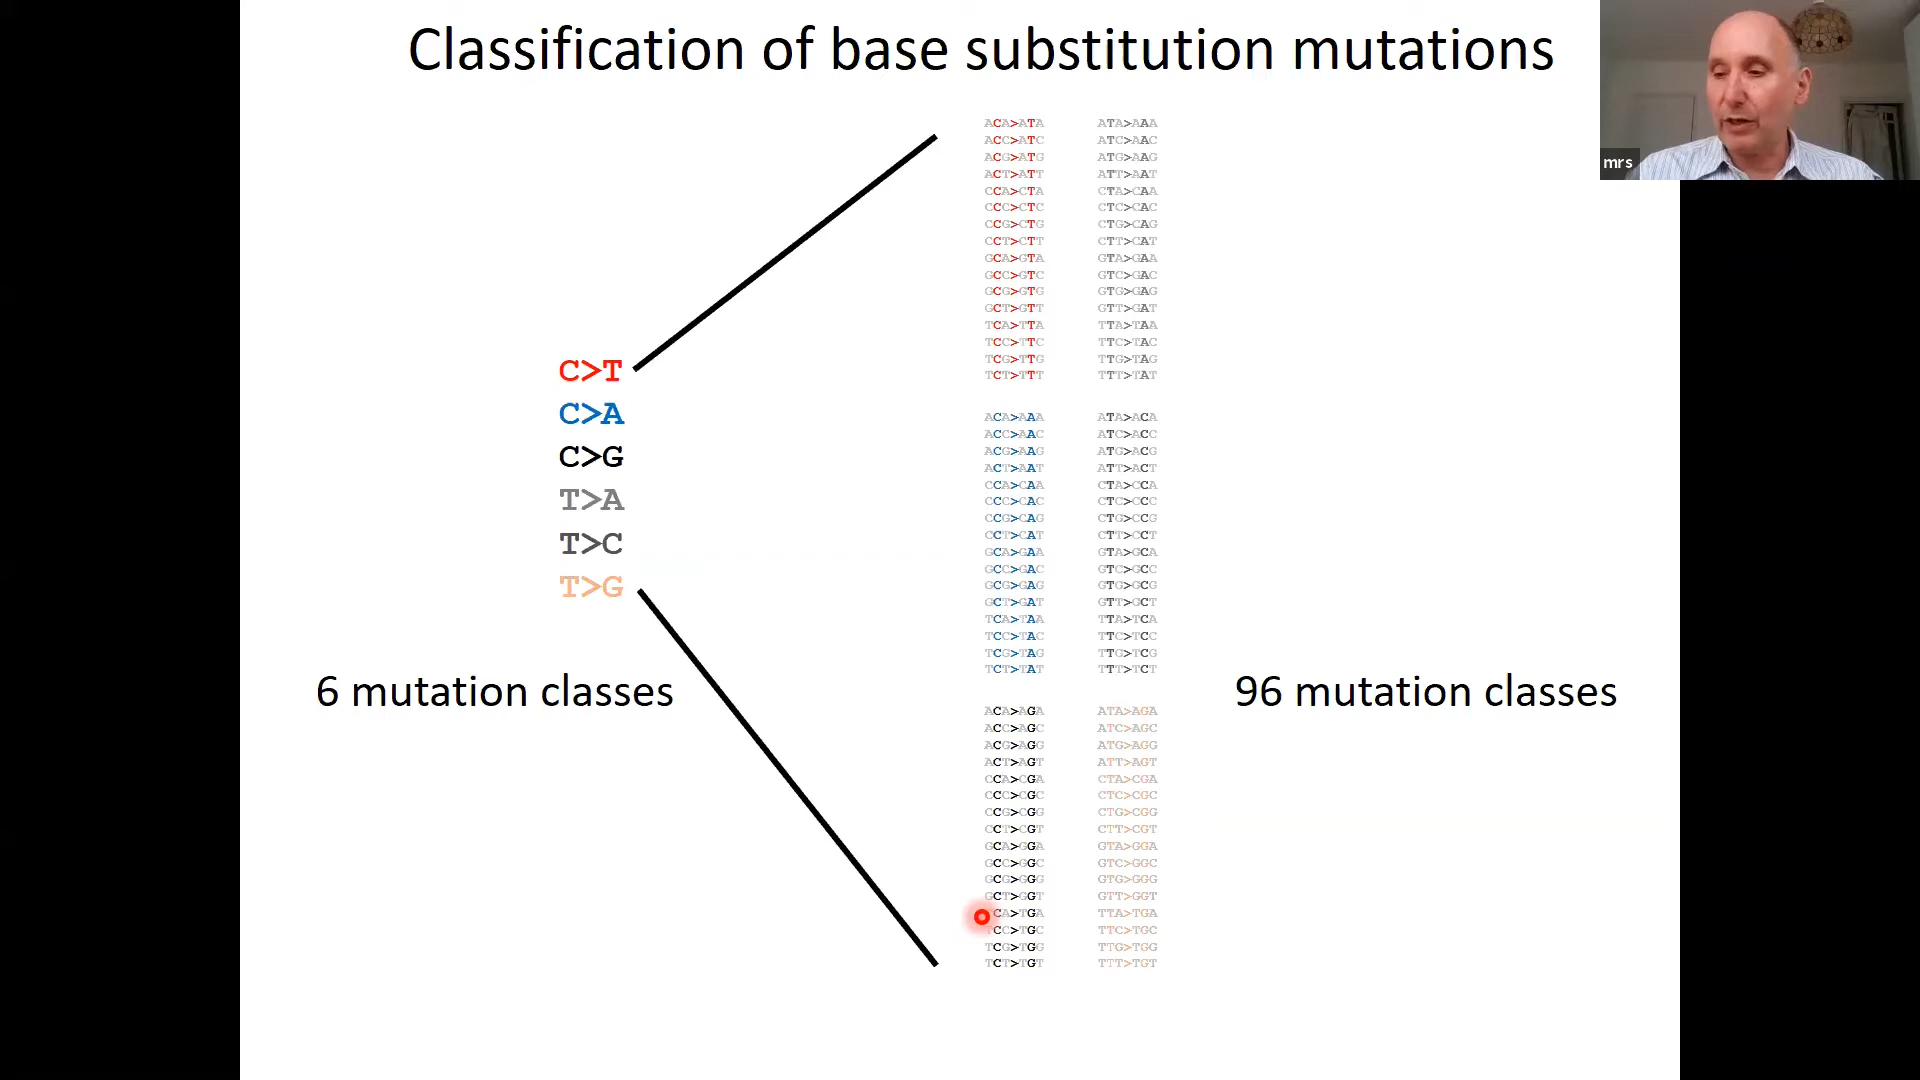 Classification of base substitution mutations
mrs
C>T
C>A
C>G
T>A
T>C
T>G
6 mutation classes
ACA>ATA
ACC>ATC
ACG>ATG
ACT>ATT
CCA>CTA
CCC>CTC
CCG>CTG
CCT>CTT
GCA>GTA
GCC>GTC
GCG>GTG
GCT>GTT
TCA>TTA
TCC>TTC
TCG>TTG
TCT>TTT
ATA>AAA
ATC>AAC
ATG>AAG
ATT>AAT
CTA>CAA
CTC>CAC
CTG>CAG
CTT>CAT
GTA>GAA
GTC>GAC
GTG>GAG
GTT>GAT
TTA>TAA
TTC>TAC
TTG>TAG
TTT>TAT
ACA>AAA
ACC>AAC
ACG>AAG
ACT>AAT
CCA>CAA
CCC>CAC
CCG>CAG
CCT>CAT
GCA>GAA
GCC>GAC
GCG>GAG
GCT>GAT
TCA>TAA
TCC>TAC
TCG>TAG
TCT>TAT
ATA>ACA
ATC>ACC
ATG>ACG
ATT>ACT
CTA>CCA
CTC>CCC
CTG>CCG
CTT>CCT
GTA>GCA
GTC>GCC
GTG>GCG
GTT>GCT
TTA>TCA
TTC>TCC
TTG>TCG
TTT>TCT
ACA>AGA
ACC>AGC
ACG>AGG
ACT>AGT
CCA>CGA
CCC>CGC
CCG>CGG
CCT>CGT
GCA>GGA
GCC>GGC
GCG>GGG
GCT>GGT
CA>TGA
TCC>TGC
TCG>TGG
TCT>TGT
ATA>AGA
ATC>AGC
ATG>AGG
ATT>AGT
CTA>CGA
CTC>CGC
CTG>CGG
CTT>CGT
GTA>GGA
GTC>GGC
GTG>GGG
GTT>GGT
TTA>TGA
TTC>TGC
TTG>TGG
TTT>TGT
96 mutation classes